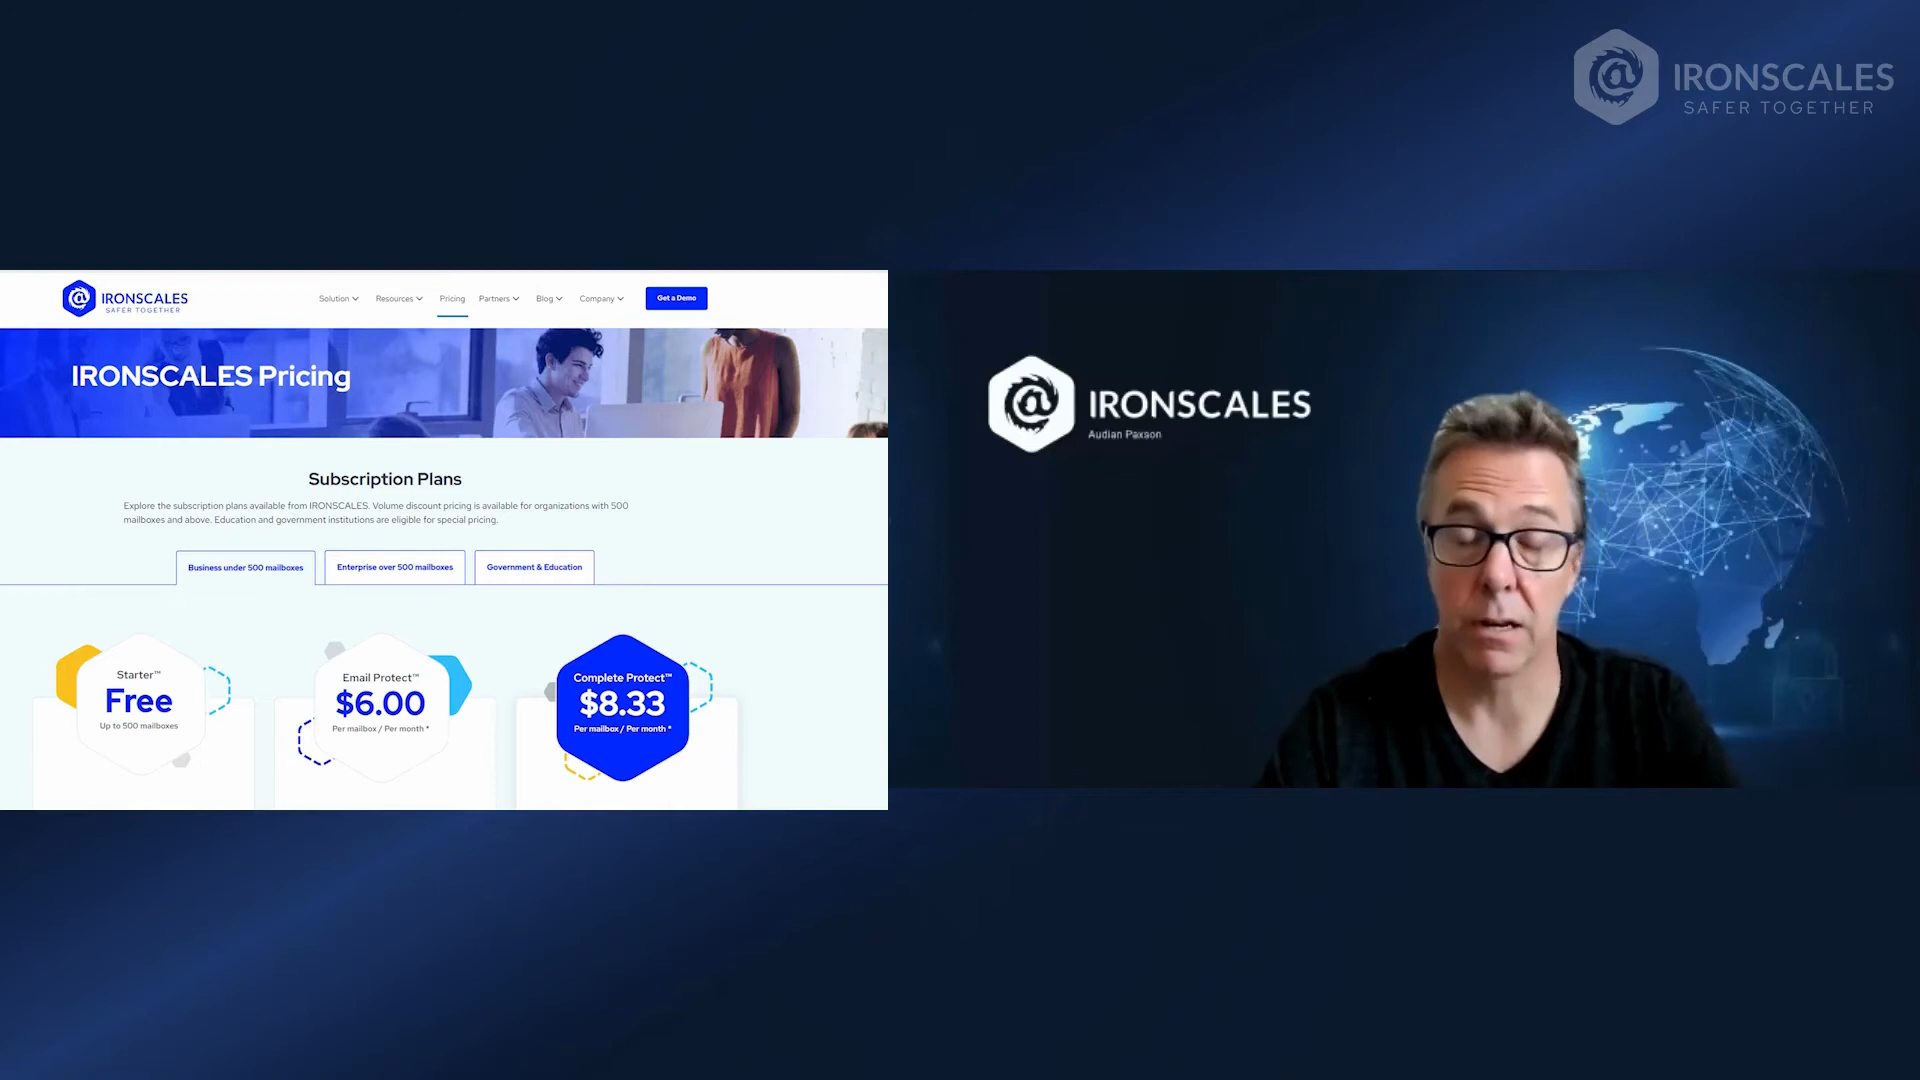 IRONSCALES
SAFER TOGETHER
IRONSCALES
SAFER TOGETHER
Solution
Resources
Pricing
Partners
Blog
Company
Get a Demo
IRONSCALES Pricing
Subscription Plans
Explore the subscription plans available from IRONSCALES. Volume discount pricing is available for organizations with 500
mailboxes and above. Education and government institutions are eligible for special pricing.
Business under 500 mailboxes
Enterprise over 500 mailboxes
Government & Education
Starter™
Free
Up to 500 mailboxes
Email Protect™
$6.00
Per mailbox / Per month *
Complete Protect™
$8.33
Per mailbox / Per month *
IRONSCALES
Audian Paxson